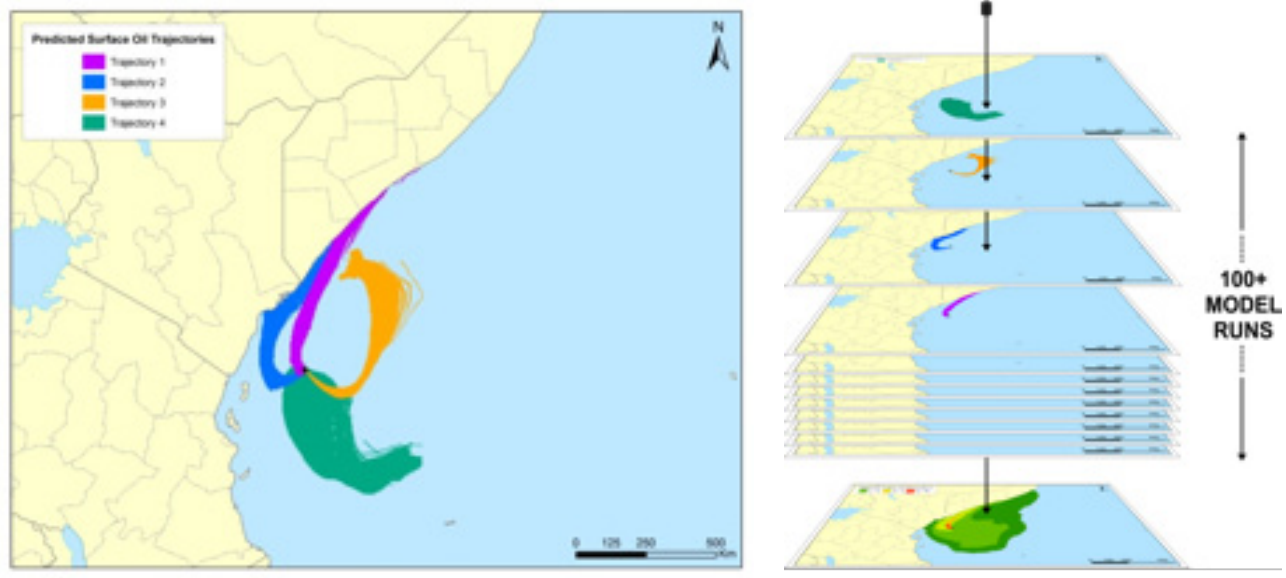 Predicted Surface Oil Trajectories
Trajectory 1
Trajectory 2
Trajectory 3
Trajectory 4
N
0 125 250 500
Km
100+
MODEL
RUNS